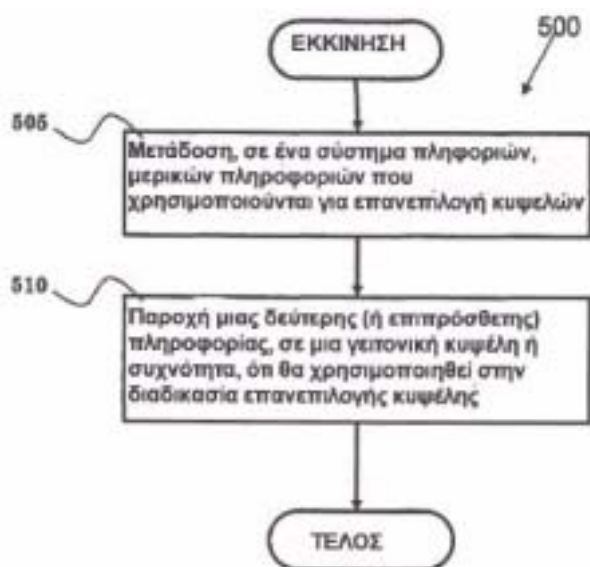 ΕΚΚΙΝΗΣΗ
500
505
Μετάδοση, σε ένα σύστημα πληφοριών,
μερικών πληροφοριών που
χρησιμοποιούνται για επανεπιλογή κυψελών
510
Παροχή μιας δεύτερης (ή επιπρόσθετης)
πληροφορίας, σε μια γειτονική κυψέλη ή
συχνότητα, ότι θα χρησιμοποιηθεί στην
διαδικασία επανεπιλογής κυψέλης
ΤΕΛΟΣ